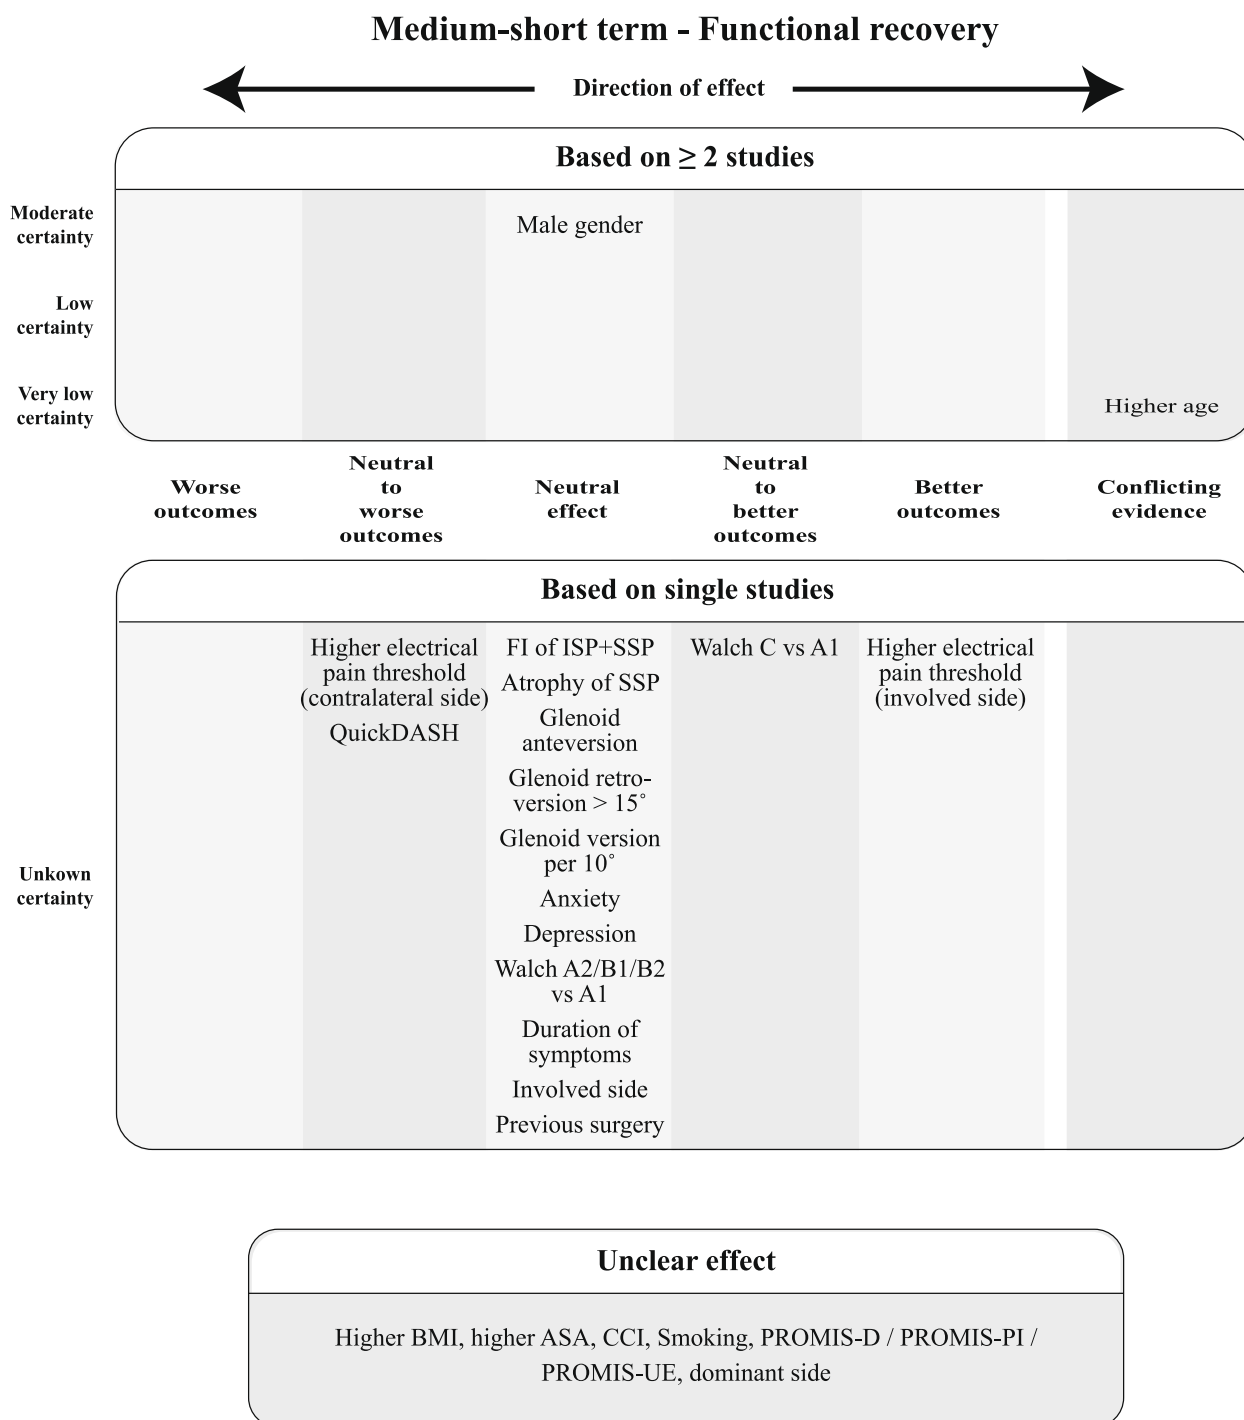 Medium-short term - Functional recovery
Direction of effect
Based on ≥ 2 studies
Moderate
certainty
Male gender
Low
certainty
Very low
certainty
Higher age
Worse
outcomes
Neutral
to
worse
outcomes
Neutral
effect
Neutral
to
better
outcomes
Better
outcomes
Conflicting
evidence
Based on single studies
Unkown
certainty
Higher electrical
pain threshold
(contralateral side)
QuickDASH
FI of ISP+SSP
Atrophy of SSP
Glenoid
anteversion
Glenoid retro-
version > 15°
Glenoid version
per 10°
Anxiety
Depression
Walch A2/B1/B2
vs A1
Duration of
symptoms
Involved side
Previous surgery
Walch C vs A1
Higher electrical
pain threshold
(involved side)
Unclear effect
Higher BMI, higher ASA, CCI, Smoking, PROMIS-D / PROMIS-PI /
PROMIS-UE, dominant side